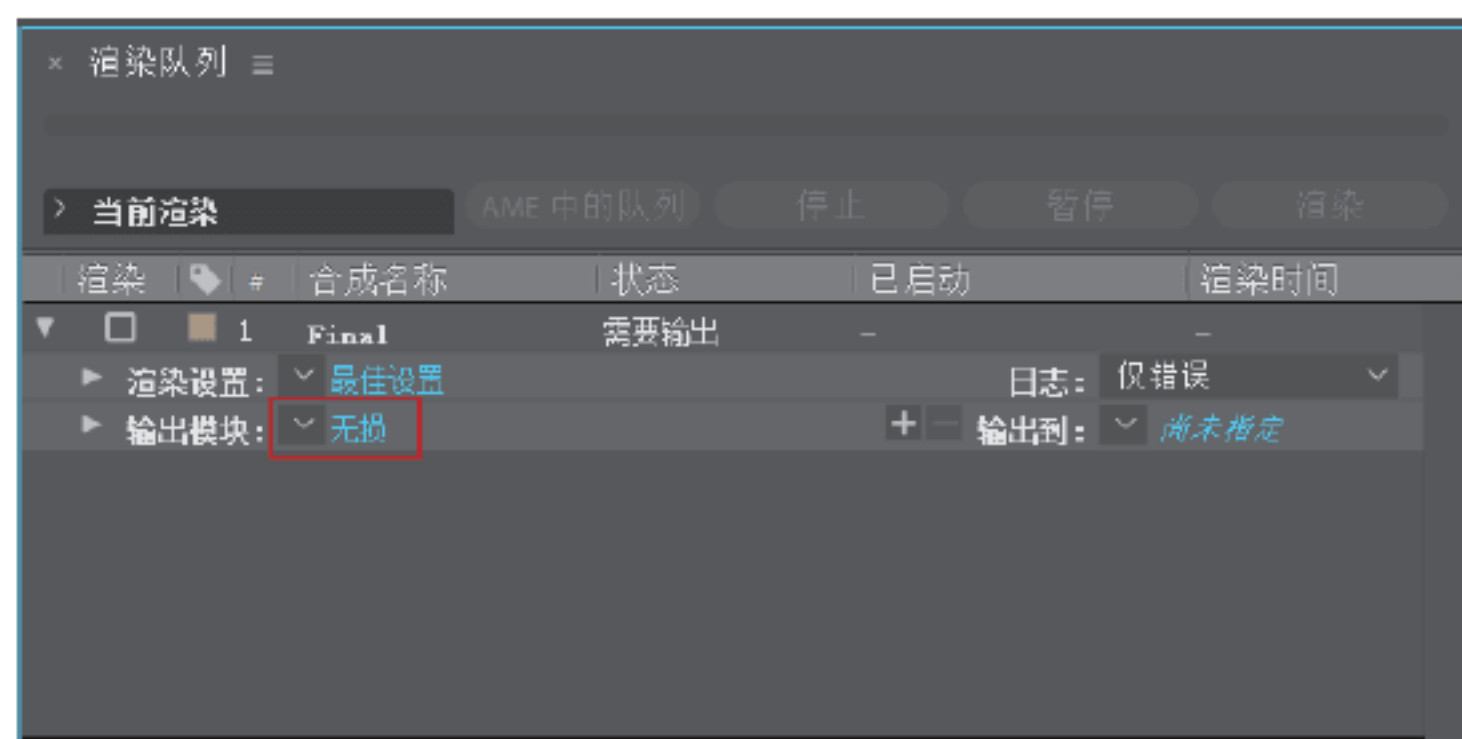 × 渲染队列 ≡
> 当前渲染 AME 中的队列 停止 暂停 渲染
渲染 # 合成名称 状态 已启动 渲染时间
1 Final 需要输出 - -
渲染设置: 最佳设置 日志: 仅错误
输出模块: 无损 + - 输出到: 尚未指定